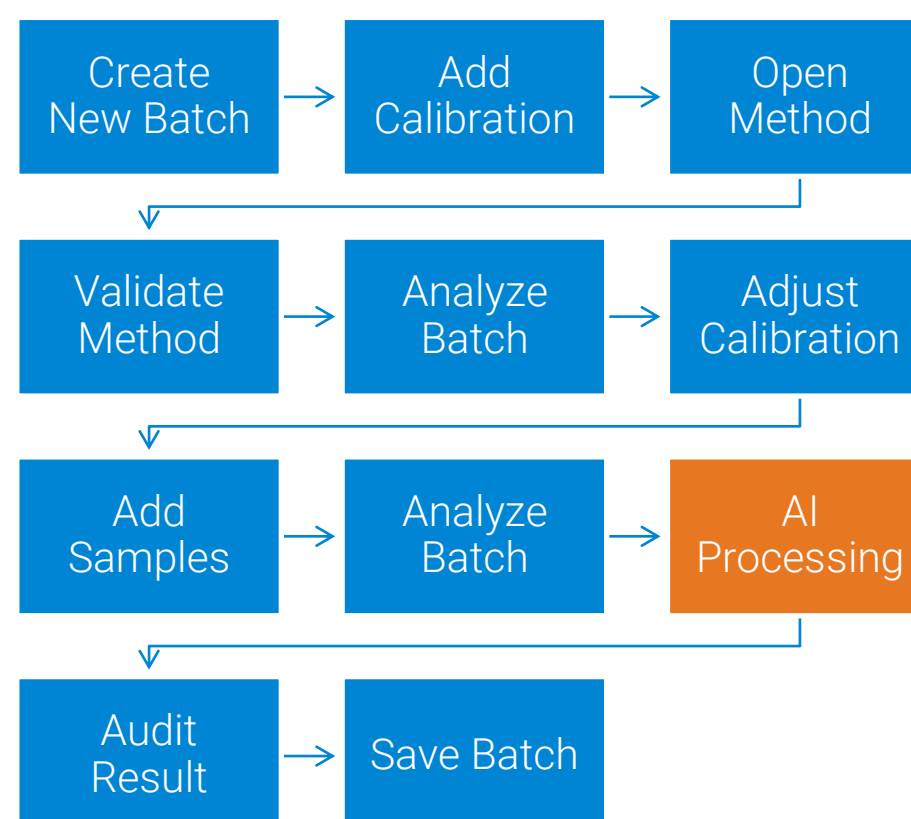 Create
New Batch
Add
Calibration
Open
Method
Validate
Method
Analyze
Batch
Adjust
Calibration
Add
Samples
Analyze
Batch
AI
Processing
Audit
Result
Save Batch